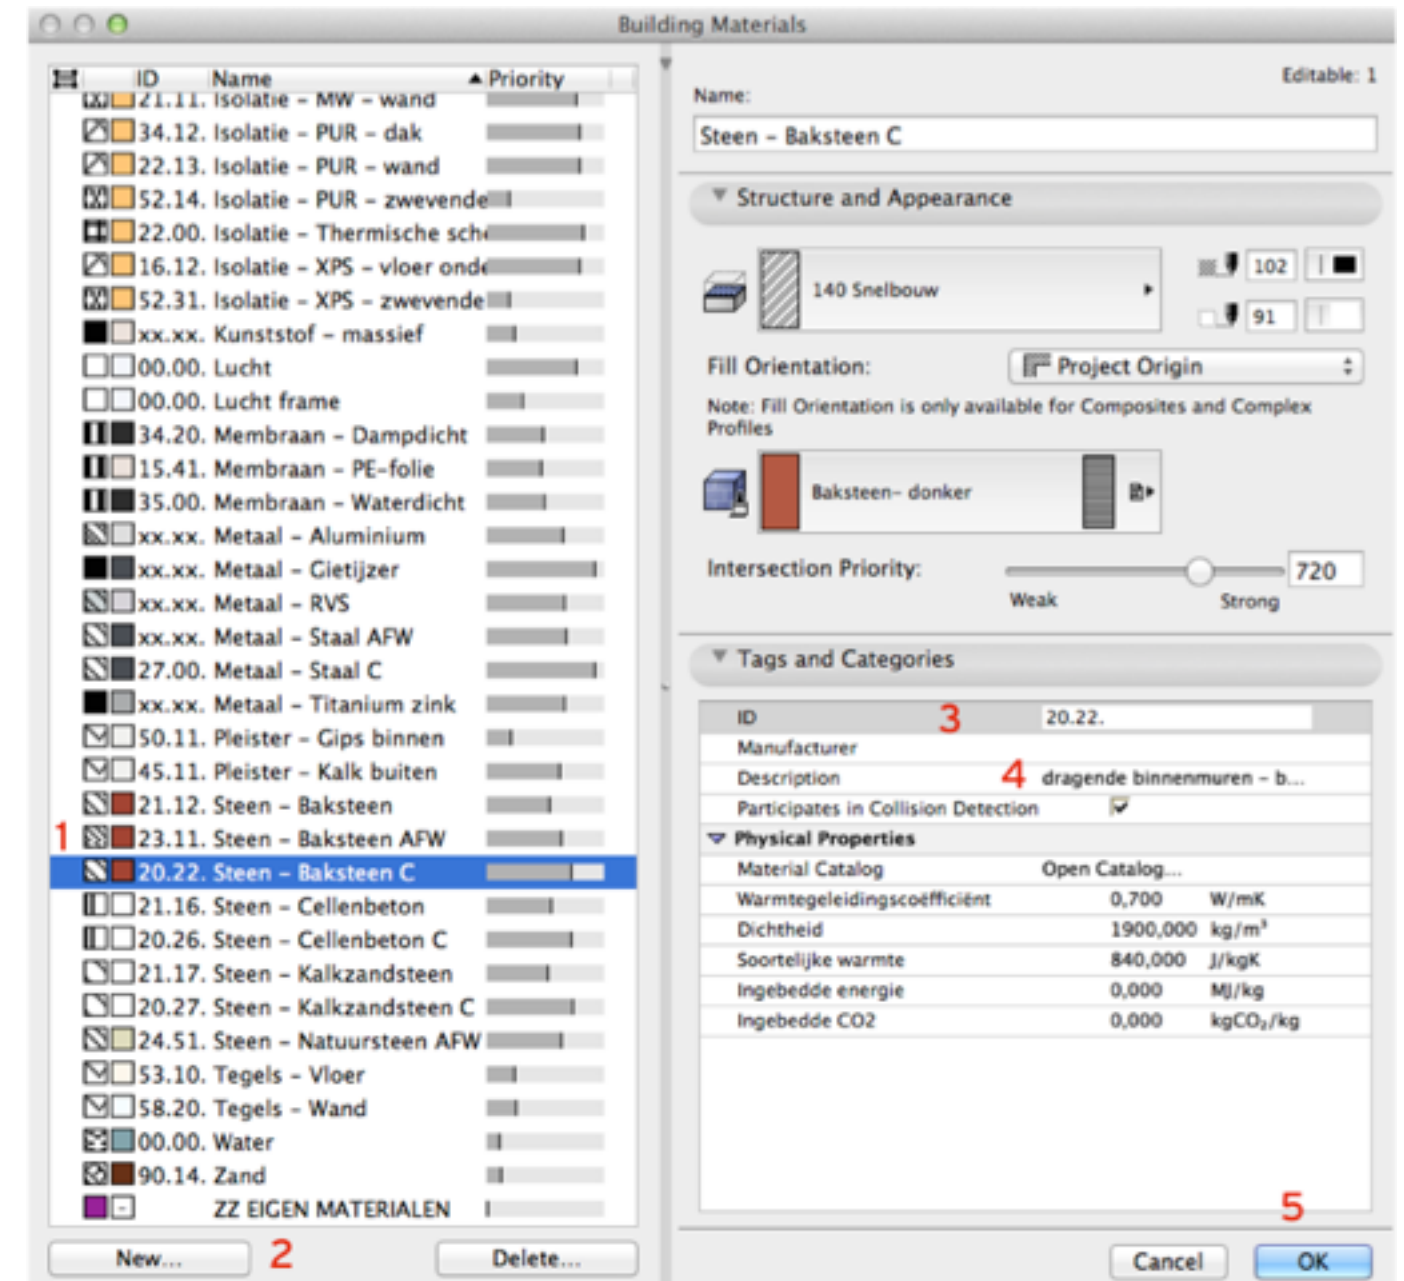 Building Materials
ID Name Priority
21.11. Isolatie - MW - wand
34.12. Isolatie - PUR - dak
22.13. Isolatie - PUR - wand
52.14. Isolatie - PUR - zwevende
22.00. Isolatie - Thermische sch
16.12. Isolatie - XPS - vloer onde
52.31. Isolatie - XPS - zwevende
xx.xx. Kunststof - massief
00.00. Lucht
00.00. Lucht frame
34.20. Membraan - Dampdicht
15.41. Membraan - PE-folie
35.00. Membraan - Waterdicht
xx.xx. Metaal - Aluminium
xx.xx. Metaal - Gietijzer
xx.xx. Metaal - RVS
xx.xx. Metaal - Staal AFW
27.00. Metaal - Staal C
xx.xx. Metaal - Titanium zink
50.11. Pleister - Gips binnen
45.11. Pleister - Kalk buiten
21.12. Steen - Baksteen
1 23.11. Steen - Baksteen AFW
20.22. Steen - Baksteen C
21.16. Steen - Cellenbeton
20.26. Steen - Cellenbeton C
21.17. Steen - Kalkzandsteen
20.27. Steen - Kalkzandsteen C
24.51. Steen - Natuursteen AFW
53.10. Tegels - Vloer
58.20. Tegels - Wand
00.00. Water
90.14. Zand
ZZ EIGEN MATERIALEN
New... 2 Delete...
Editable: 1
Name:
Steen - Baksteen C
Structure and Appearance
140 Snelbouw
102
91
Fill Orientation: Project Origin
Note: Fill Orientation is only available for Composites and Complex
Profiles
Baksteen- donker
Intersection Priority: 720
Weak Strong
Tags and Categories
ID 3 20.22.
Manufacturer
Description 4 dragende binnenmuren - b...
Participates in Collision Detection
Physical Properties
Material Catalog Open Catalog...
Warmtegeleidingscoëfficiënt 0,700 W/mK
Dichtheid 1900,000 kg/m³
Soortelijke warmte 840,000 J/kgK
Ingebedde energie 0,000 MJ/kg
Ingebedde CO2 0,000 kgCO₂/kg
5
Cancel OK